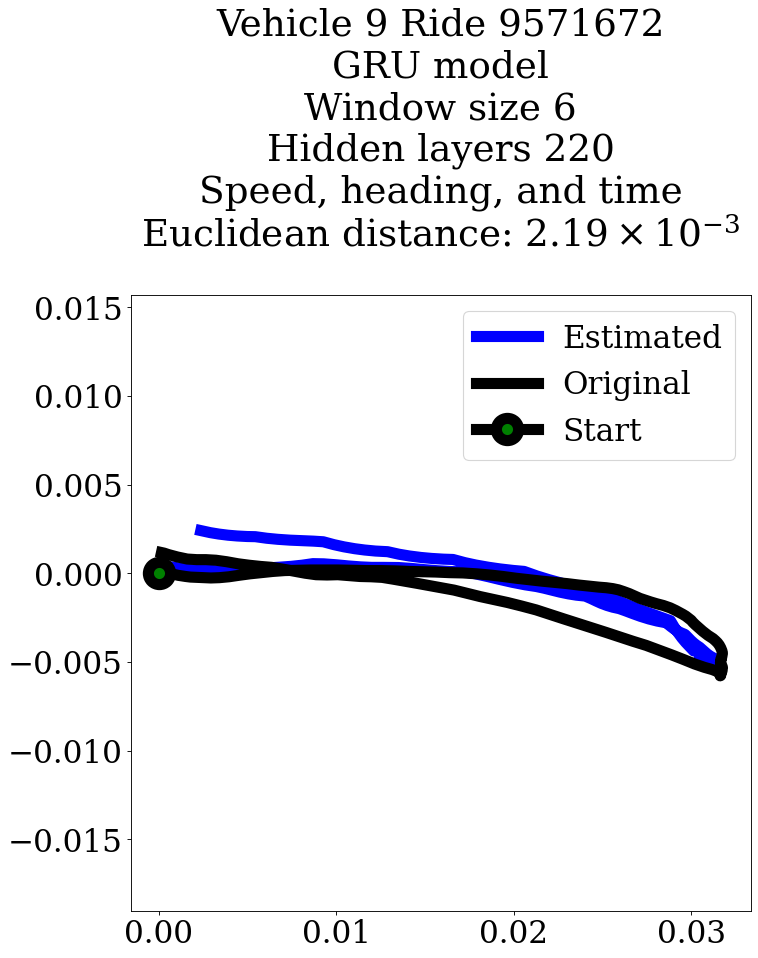 Vehicle 9 Ride 9571672
GRU model
Window size 6
Hidden layers 220
Speed, heading, and time
Euclidean distance: 2.19 × 10⁻³
Estimated
Original
Start
0.015
0.010
0.005
0.000
−0.005
−0.010
−0.015
0.00 0.01 0.02 0.03